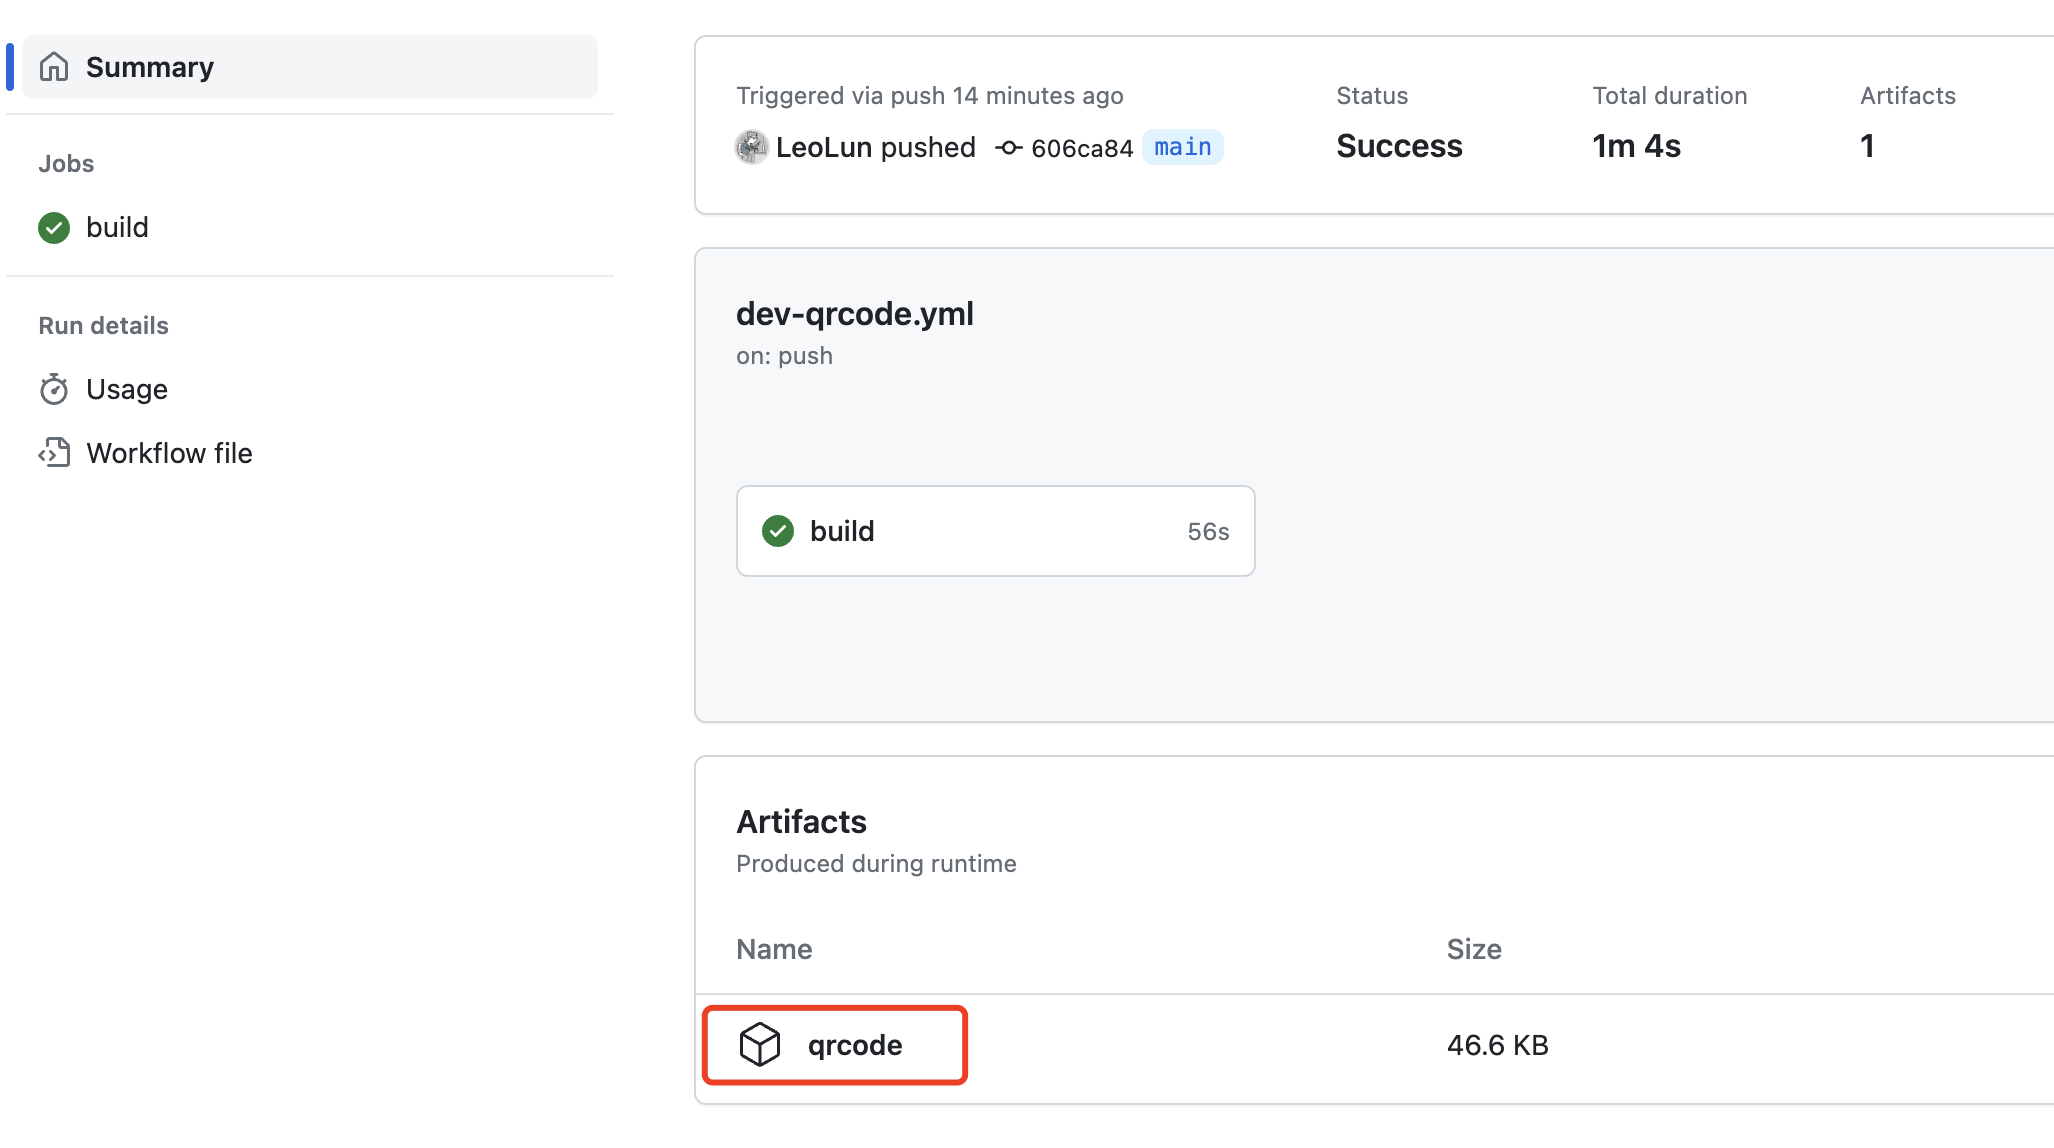 Summary
Jobs
build
Run details
Usage
Workflow file
Triggered via push 14 minutes ago
LeoLun pushed 606ca84 main
Status
Success
Total duration
1m 4s
Artifacts
1
dev-qrcode.yml
on: push
build 56s
Artifacts
Produced during runtime
Name Size
qrcode 46.6 KB